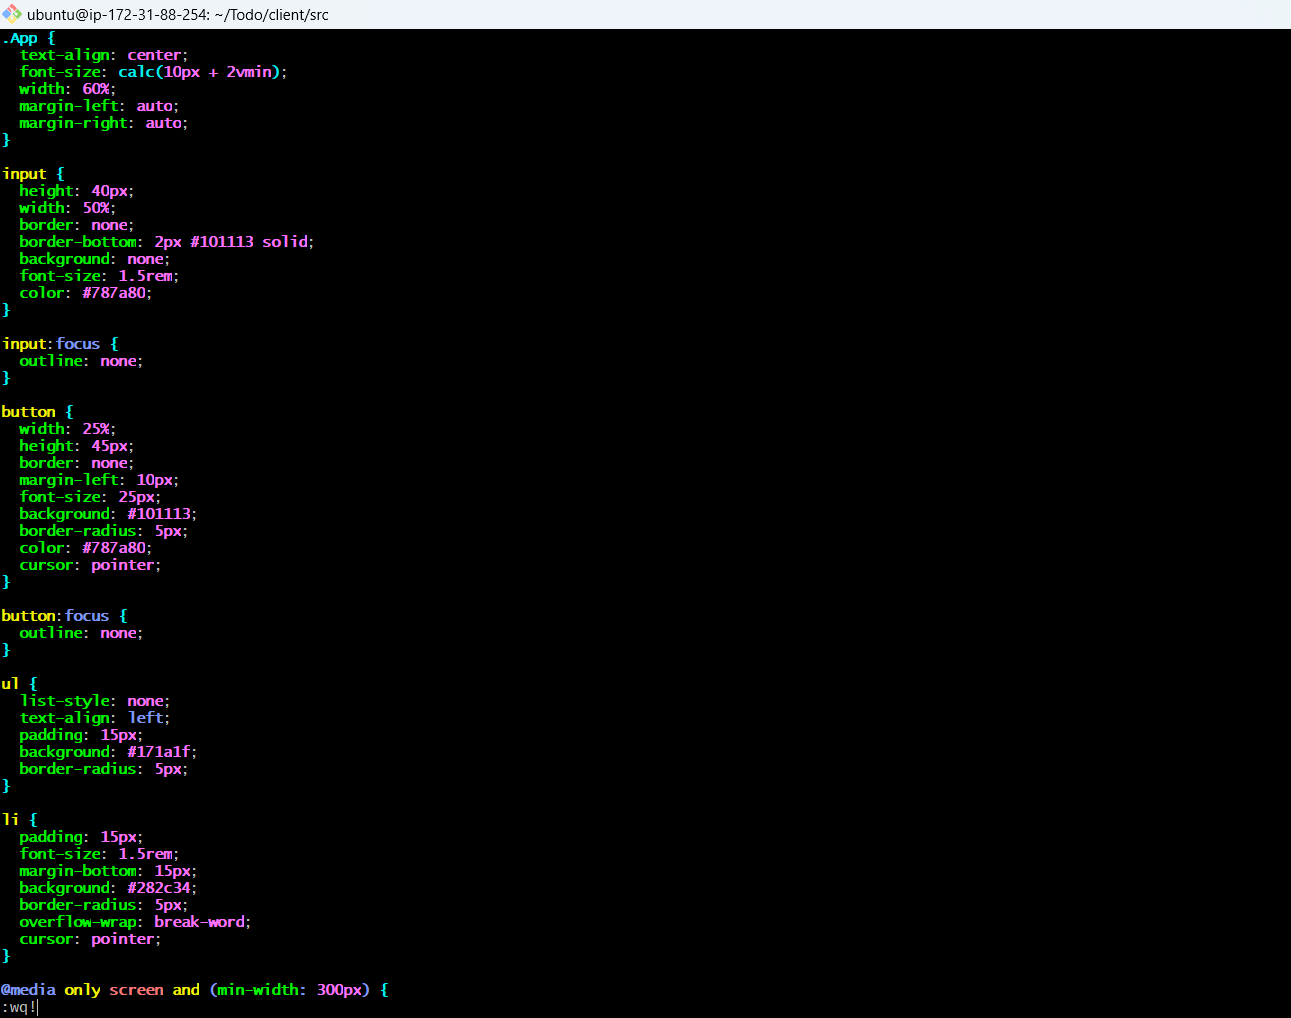 ubuntu@ip-172-31-88-254: ~/Todo/client/src
.App {
  text-align: center;
  font-size: calc(10px + 2vmin);
  width: 60%;
  margin-left: auto;
  margin-right: auto;
}

input {
  height: 40px;
  width: 50%;
  border: none;
  border-bottom: 2px #101113 solid;
  background: none;
  font-size: 1.5rem;
  color: #787a80;
}

input:focus {
  outline: none;
}

button {
  width: 25%;
  height: 45px;
  border: none;
  margin-left: 10px;
  font-size: 25px;
  background: #101113;
  border-radius: 5px;
  color: #787a80;
  cursor: pointer;
}

button:focus {
  outline: none;
}

ul {
  list-style: none;
  text-align: left;
  padding: 15px;
  background: #171a1f;
  border-radius: 5px;
}

li {
  padding: 15px;
  font-size: 1.5rem;
  margin-bottom: 15px;
  background: #282c34;
  border-radius: 5px;
  overflow-wrap: break-word;
  cursor: pointer;
}

@media only screen and (min-width: 300px) {
:wq!